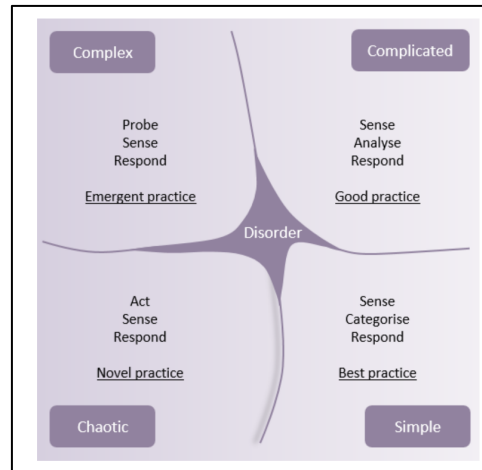 Complex
Complicated
Probe
Sense
Respond
Emergent practice
Sense
Analyse
Respond
Good practice
Disorder
Act
Sense
Respond
Novel practice
Sense
Categorise
Respond
Best practice
Chaotic
Simple